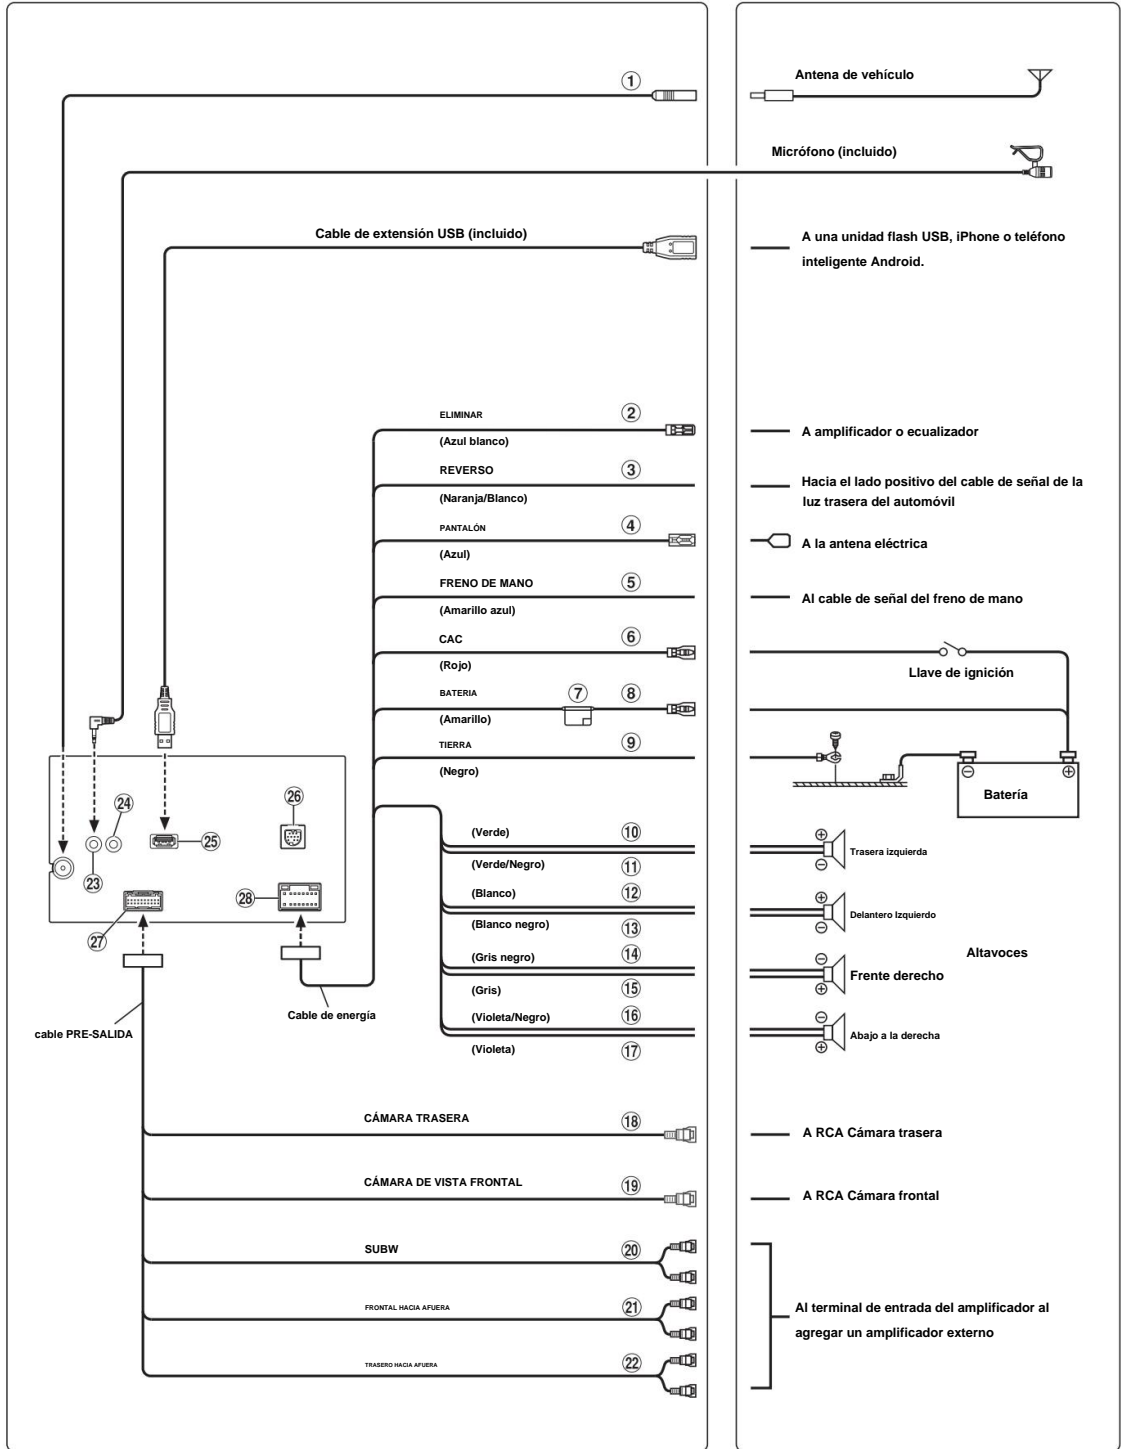 ①
Antena de vehículo
Micrófono (incluido)
Cable de extensión USB (incluido)
A una unidad flash USB, iPhone o teléfono
inteligente Android.
ELIMINAR ②
(Azul blanco)
A amplificador o ecualizador
REVERSO ③
(Naranja/Blanco)
Hacia el lado positivo del cable de señal de la
luz trasera del automóvil
PANTALÓN ④
(Azul)
A la antena eléctrica
FRENO DE MANO ⑤
(Amarillo azul)
Al cable de señal del freno de mano
CAC ⑥
(Rojo)
Llave de ignición
BATERIA ⑦ ⑧
(Amarillo)
TIERRA ⑨
(Negro)
⊖ ⊕
Batería
㉔ ㉖
㉓ ㉕
㉗ ㉘
(Verde) ⑩
(Verde/Negro) ⑪
⊕
Trasera izquierda
⊖
(Blanco) ⑫
(Blanco negro) ⑬
⊕
Delantero Izquierdo
⊖
Altavoces
(Gris negro) ⑭
(Gris) ⑮
⊖
Frente derecho
⊕
(Violeta/Negro) ⑯
(Violeta) ⑰
⊖
Abajo a la derecha
⊕
Cable de energía
cable PRE-SALIDA
CÁMARA TRASERA ⑱
A RCA Cámara trasera
CÁMARA DE VISTA FRONTAL ⑲
A RCA Cámara frontal
SUBW ⑳
FRONTAL HACIA AFUERA ㉑
TRASERO HACIA AFUERA ㉒
Al terminal de entrada del amplificador al
agregar un amplificador externo